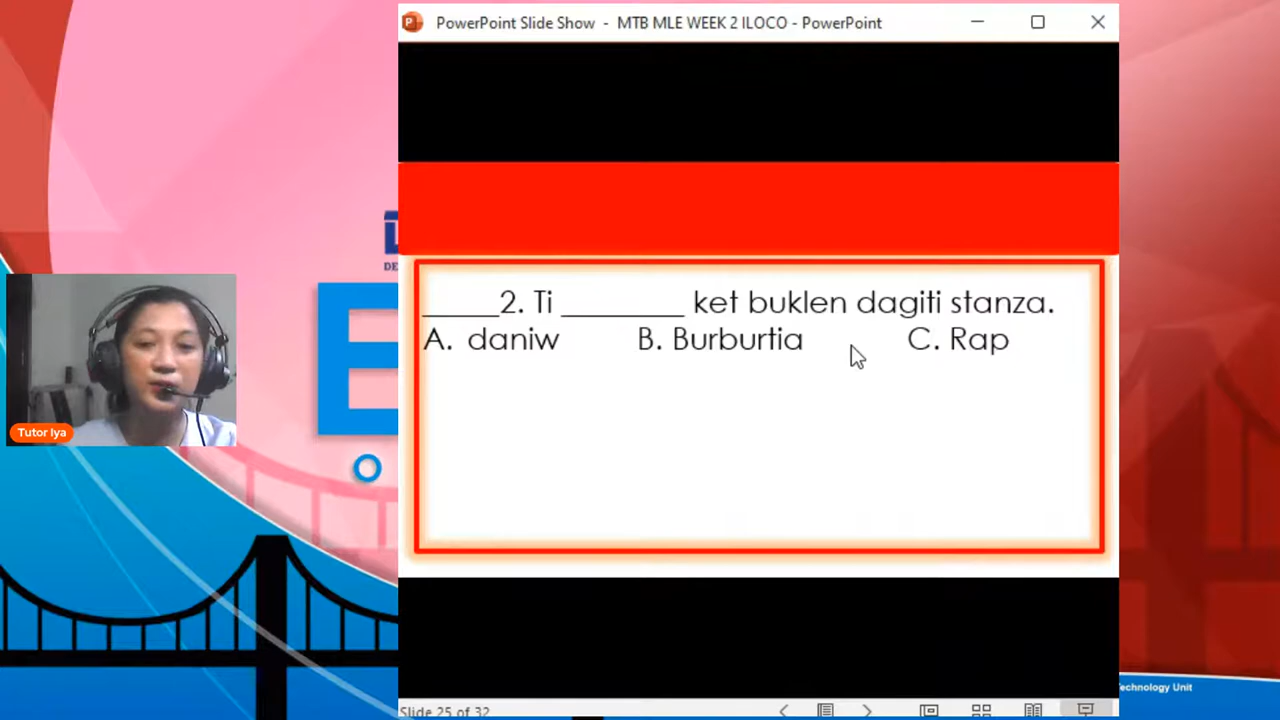 PowerPoint Slide Show - MTB MLE WEEK 2 ILOCO - PowerPoint
_____2. Ti ________ ket buklen dagiti stanza.
A. daniw B. Burburtia C. Rap
Tutor Iya
Technology Unit
Slide 25 of 32